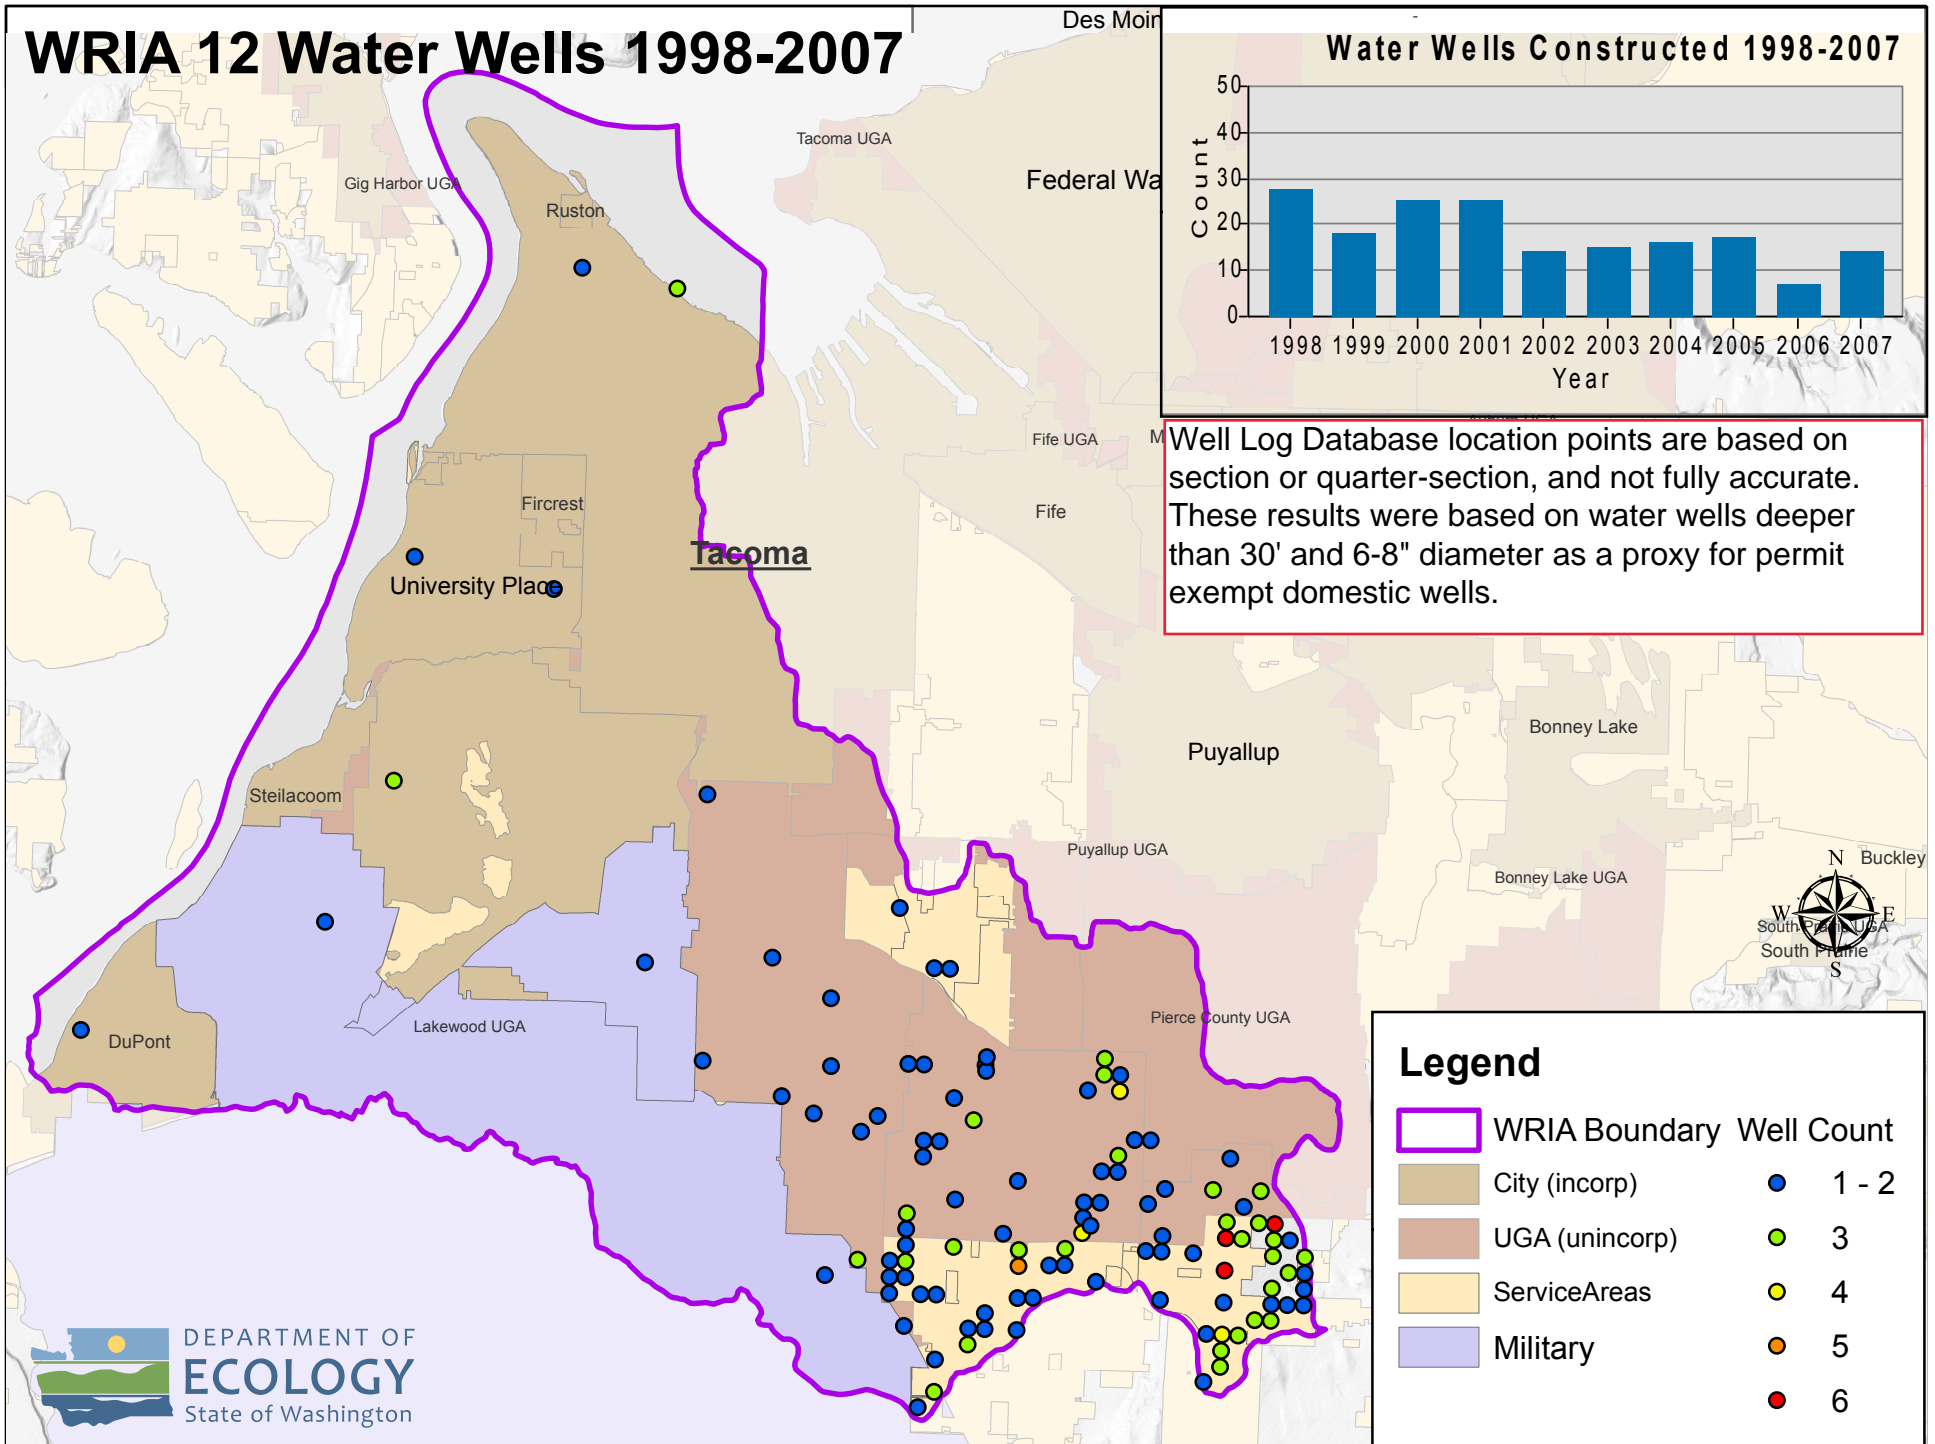 WRIA 12 Water Wells 1998-2007
Des Moin
Water Wells Constructed 1998-2007
50
40
30
20
10
0
Count
1998 1999 2000 2001 2002 2003 2004 2005 2006 2007
Year
Tacoma UGA
Federal Wa
Gig Harbor UGA
Ruston
Fife UGA
M
Well Log Database location points are based on
section or quarter-section, and not fully accurate.
These results were based on water wells deeper
than 30' and 6-8" diameter as a proxy for permit
exempt domestic wells.
Fircrest
Fife
Tacoma
University Place
Bonney Lake
Puyallup
Steilacoom
Puyallup UGA
Bonney Lake UGA
N
Buckley
W
E
South Prairie UGA
South Prairie
S
Pierce County UGA
Lakewood UGA
DuPont
Legend
WRIA Boundary
City (incorp)
UGA (unincorp)
ServiceAreas
Military
Well Count
1 - 2
3
4
5
6
DEPARTMENT OF
ECOLOGY
State of Washington